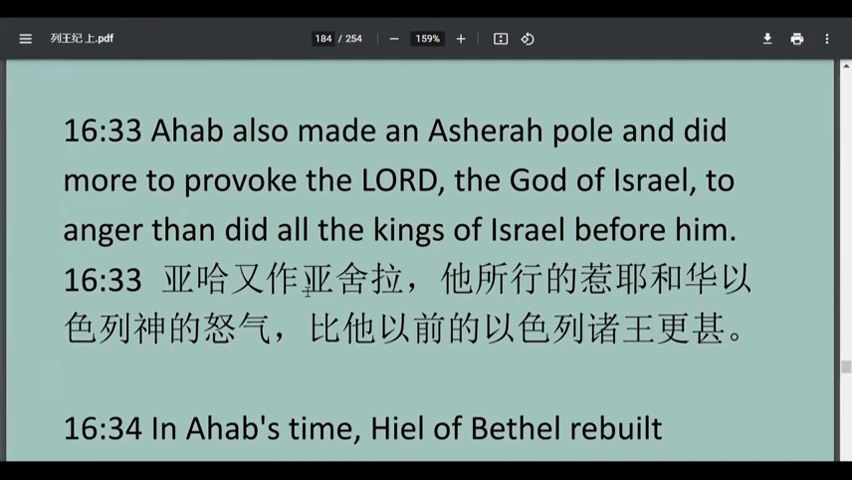 列王纪 上.pdf
184 / 254
159%
16:33 Ahab also made an Asherah pole and did
more to provoke the LORD, the God of Israel, to
anger than did all the kings of Israel before him.
16:33 亚哈又作亚舍拉，他所行的惹耶和华以
色列神的怒气，比他以前的以色列诸王更甚。
16:34 In Ahab's time, Hiel of Bethel rebuilt